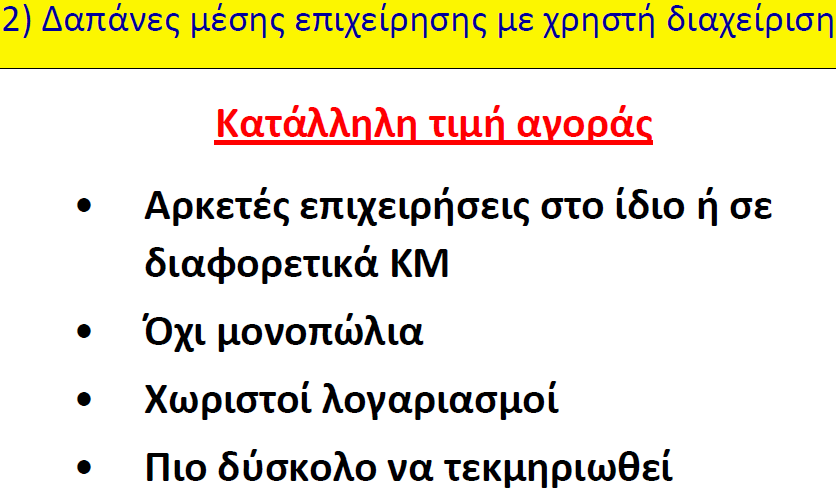 2) Δαπάνες μέσης επιχείρησης με χρηστή διαχείριση
Κατάλληλη τιμή αγοράς
• Αρκετές επιχειρήσεις στο ίδιο ή σε
διαφορετικά ΚΜ
• Όχι μονοπώλια
• Χωριστοί λογαριασμοί
• Πιο δύσκολο να τεκμηριωθεί